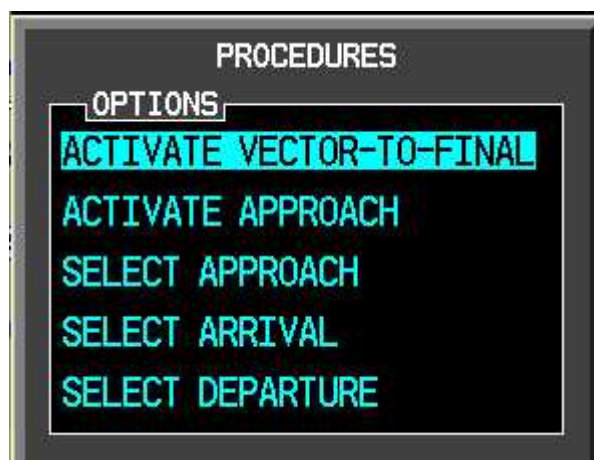 PROCEDURES
OPTIONS
ACTIVATE VECTOR-TO-FINAL
ACTIVATE APPROACH
SELECT APPROACH
SELECT ARRIVAL
SELECT DEPARTURE